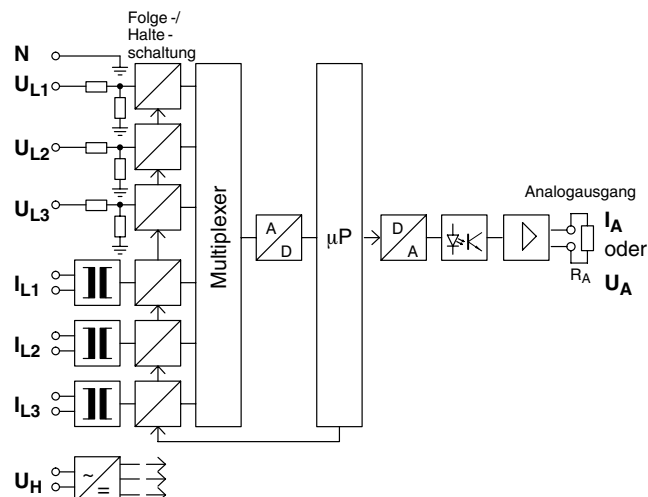 Folge-/
Halte-
schaltung
N
UL1
UL2
UL3
IL1
IL2
IL3
UH
~
=
Multiplexer
A
D
µP
D
A
Analogausgang
IA
oder
UA
RA